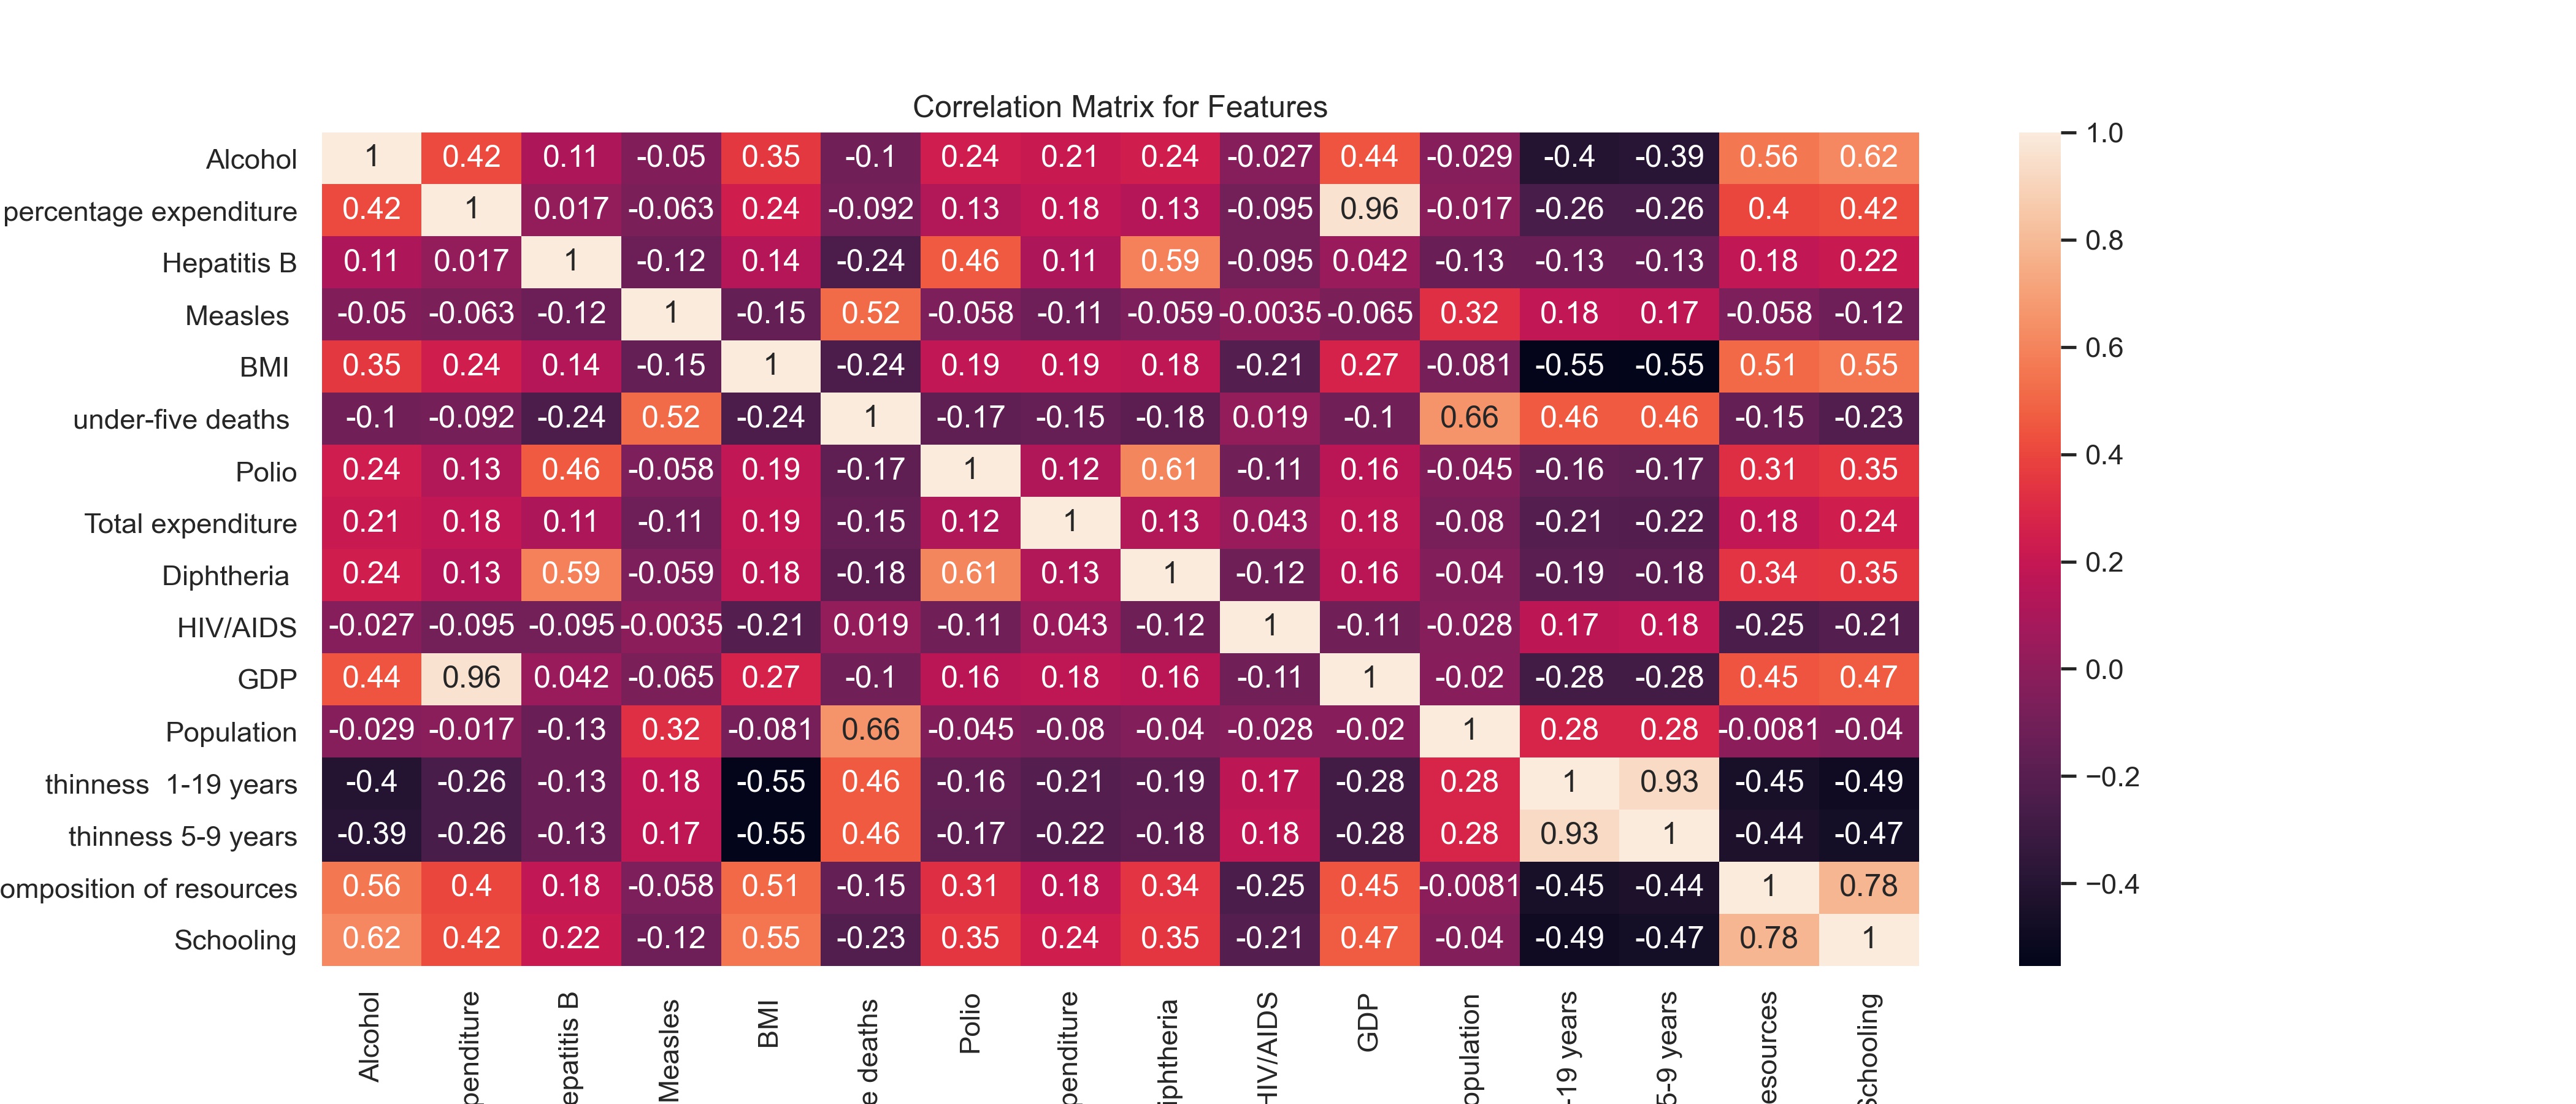 Correlation Matrix for Features
Alcohol 1 0.42 0.11 -0.05 0.35 -0.1 0.24 0.21 0.24 -0.027 0.44 -0.029 -0.4 -0.39 0.56 0.62
percentage expenditure 0.42 1 0.017 -0.063 0.24 -0.092 0.13 0.18 0.13 -0.095 0.96 -0.017 -0.26 -0.26 0.4 0.42
Hepatitis B 0.11 0.017 1 -0.12 0.14 -0.24 0.46 0.11 0.59 -0.095 0.042 -0.13 -0.13 -0.13 0.18 0.22
Measles -0.05 -0.063 -0.12 1 -0.15 0.52 -0.058 -0.11 -0.059 -0.0035 -0.065 0.32 0.18 0.17 -0.058 -0.12
BMI 0.35 0.24 0.14 -0.15 1 -0.24 0.19 0.19 0.18 -0.21 0.27 -0.081 -0.55 -0.55 0.51 0.55
under-five deaths -0.1 -0.092 -0.24 0.52 -0.24 1 -0.17 -0.15 -0.18 0.019 -0.1 0.66 0.46 0.46 -0.15 -0.23
Polio 0.24 0.13 0.46 -0.058 0.19 -0.17 1 0.12 0.61 -0.11 0.16 -0.045 -0.16 -0.17 0.31 0.35
Total expenditure 0.21 0.18 0.11 -0.11 0.19 -0.15 0.12 1 0.13 0.043 0.18 -0.08 -0.21 -0.22 0.18 0.24
Diphtheria 0.24 0.13 0.59 -0.059 0.18 -0.18 0.61 0.13 1 -0.12 0.16 -0.04 -0.19 -0.18 0.34 0.35
HIV/AIDS -0.027 -0.095 -0.095 -0.0035 -0.21 0.019 -0.11 0.043 -0.12 1 -0.11 -0.028 0.17 0.18 -0.25 -0.21
GDP 0.44 0.96 0.042 -0.065 0.27 -0.1 0.16 0.18 0.16 -0.11 1 -0.02 -0.28 -0.28 0.45 0.47
Population -0.029 -0.017 -0.13 0.32 -0.081 0.66 -0.045 -0.08 -0.04 -0.028 -0.02 1 0.28 0.28 -0.0081 -0.04
thinness  1-19 years -0.4 -0.26 -0.13 0.18 -0.55 0.46 -0.16 -0.21 -0.19 0.17 -0.28 0.28 1 0.93 -0.45 -0.49
thinness 5-9 years -0.39 -0.26 -0.13 0.17 -0.55 0.46 -0.17 -0.22 -0.18 0.18 -0.28 0.28 0.93 1 -0.44 -0.47
omposition of resources 0.56 0.4 0.18 -0.058 0.51 -0.15 0.31 0.18 0.34 -0.25 0.45 -0.0081 -0.45 -0.44 1 0.78
Schooling 0.62 0.42 0.22 -0.12 0.55 -0.23 0.35 0.24 0.35 -0.21 0.47 -0.04 -0.49 -0.47 0.78 1
Alcohol
penditure
epatitis B
Measles
BMI
e deaths
Polio
penditure
iphtheria
HIV/AIDS
GDP
opulation
-19 years
5-9 years
esources
Schooling
1.0
0.8
0.6
0.4
0.2
0.0
−0.2
−0.4